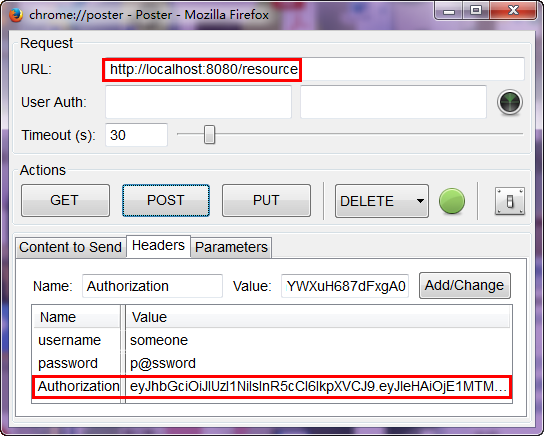 chrome://poster - Poster - Mozilla Firefox
Request
URL: http://localhost:8080/resource
User Auth:
Timeout (s): 30
Actions
GET POST PUT DELETE
Content to Send Headers Parameters
Name: Authorization Value: YWXuH687dFxgA0 Add/Change
Name Value
username someone
password p@ssword
Authorization eyJhbGciOiJIUzI1NiIsInR5cCI6IkpXVCJ9.eyJleHAiOjE1MTM...